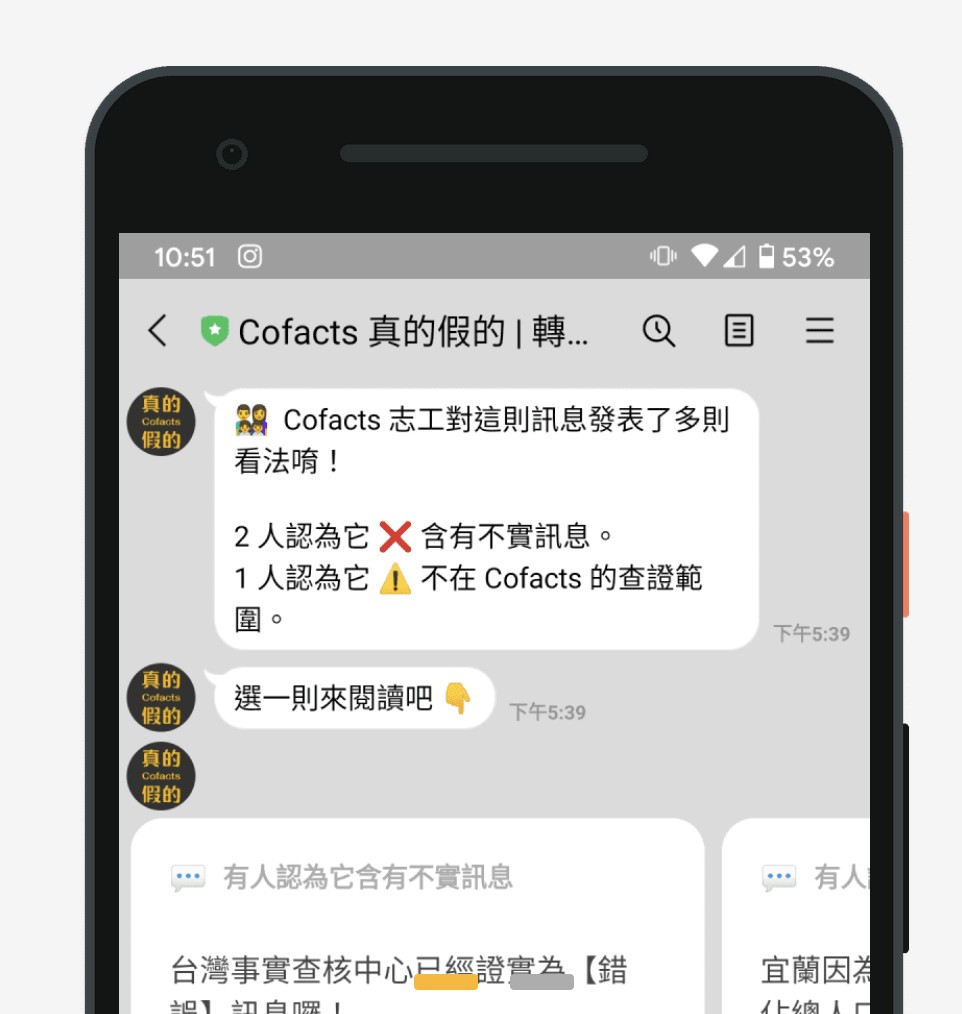 10:51 53%
Cofacts 真的假的 | 轉...
真的
Cofacts
假的
👨‍👩‍👧‍👦 Cofacts 志工對這則訊息發表了多則
看法唷！
2 人認為它 ❌ 含有不實訊息。
1 人認為它 ⚠️ 不在 Cofacts 的查證範
圍。
下午5:39
真的
Cofacts
假的
選一則來閱讀吧 👇
下午5:39
真的
Cofacts
假的
💬 有人認為它含有不實訊息
台灣事實查核中心已經證實為【錯
誤】訊息囉！
💬 有人
宜蘭因為
佔總人口